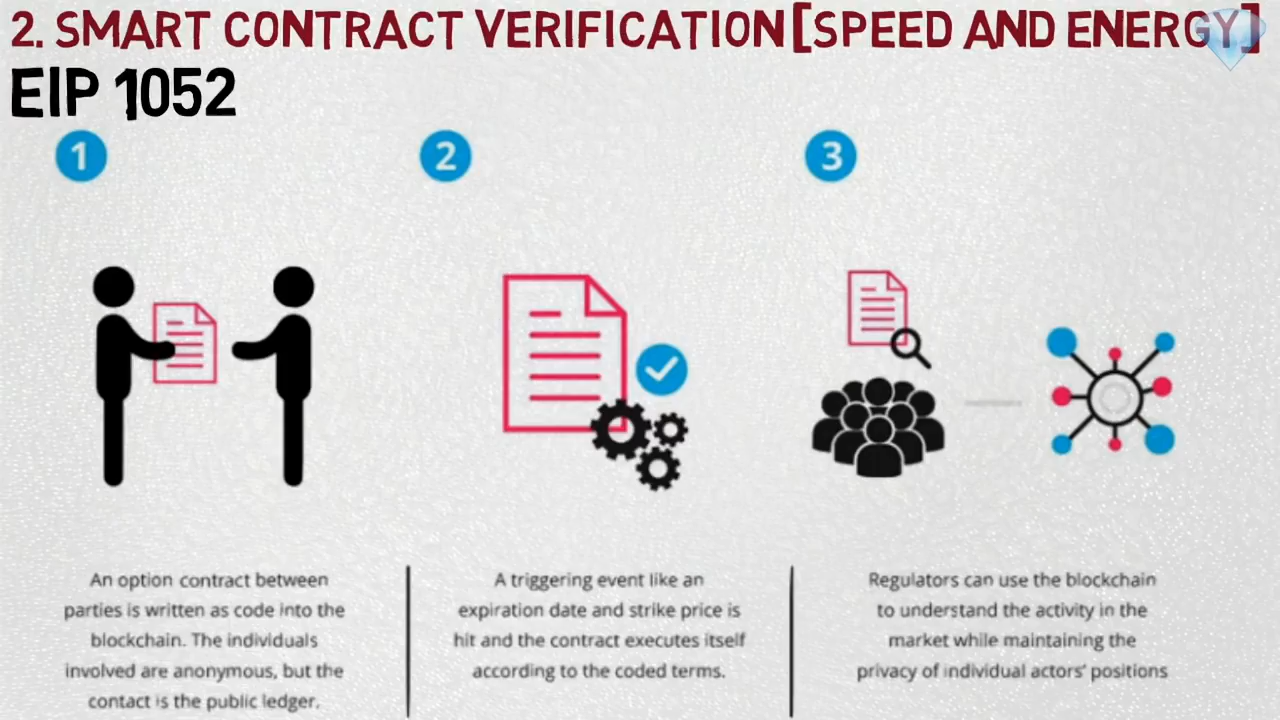 2. SMART CONTRACT VERIFICATION[SPEED AND ENERGY]
EIP 1052
1
2
3
An option contract between
parties is written as code into the
blockchain. The individuals
involved are anonymous, but the
contact is the public ledger.
A triggering event like an
expiration date and strike price is
hit and the contract executes itself
according to the coded terms.
Regulators can use the blockchain
to understand the activity in the
market while maintaining the
privacy of individual actors' positions